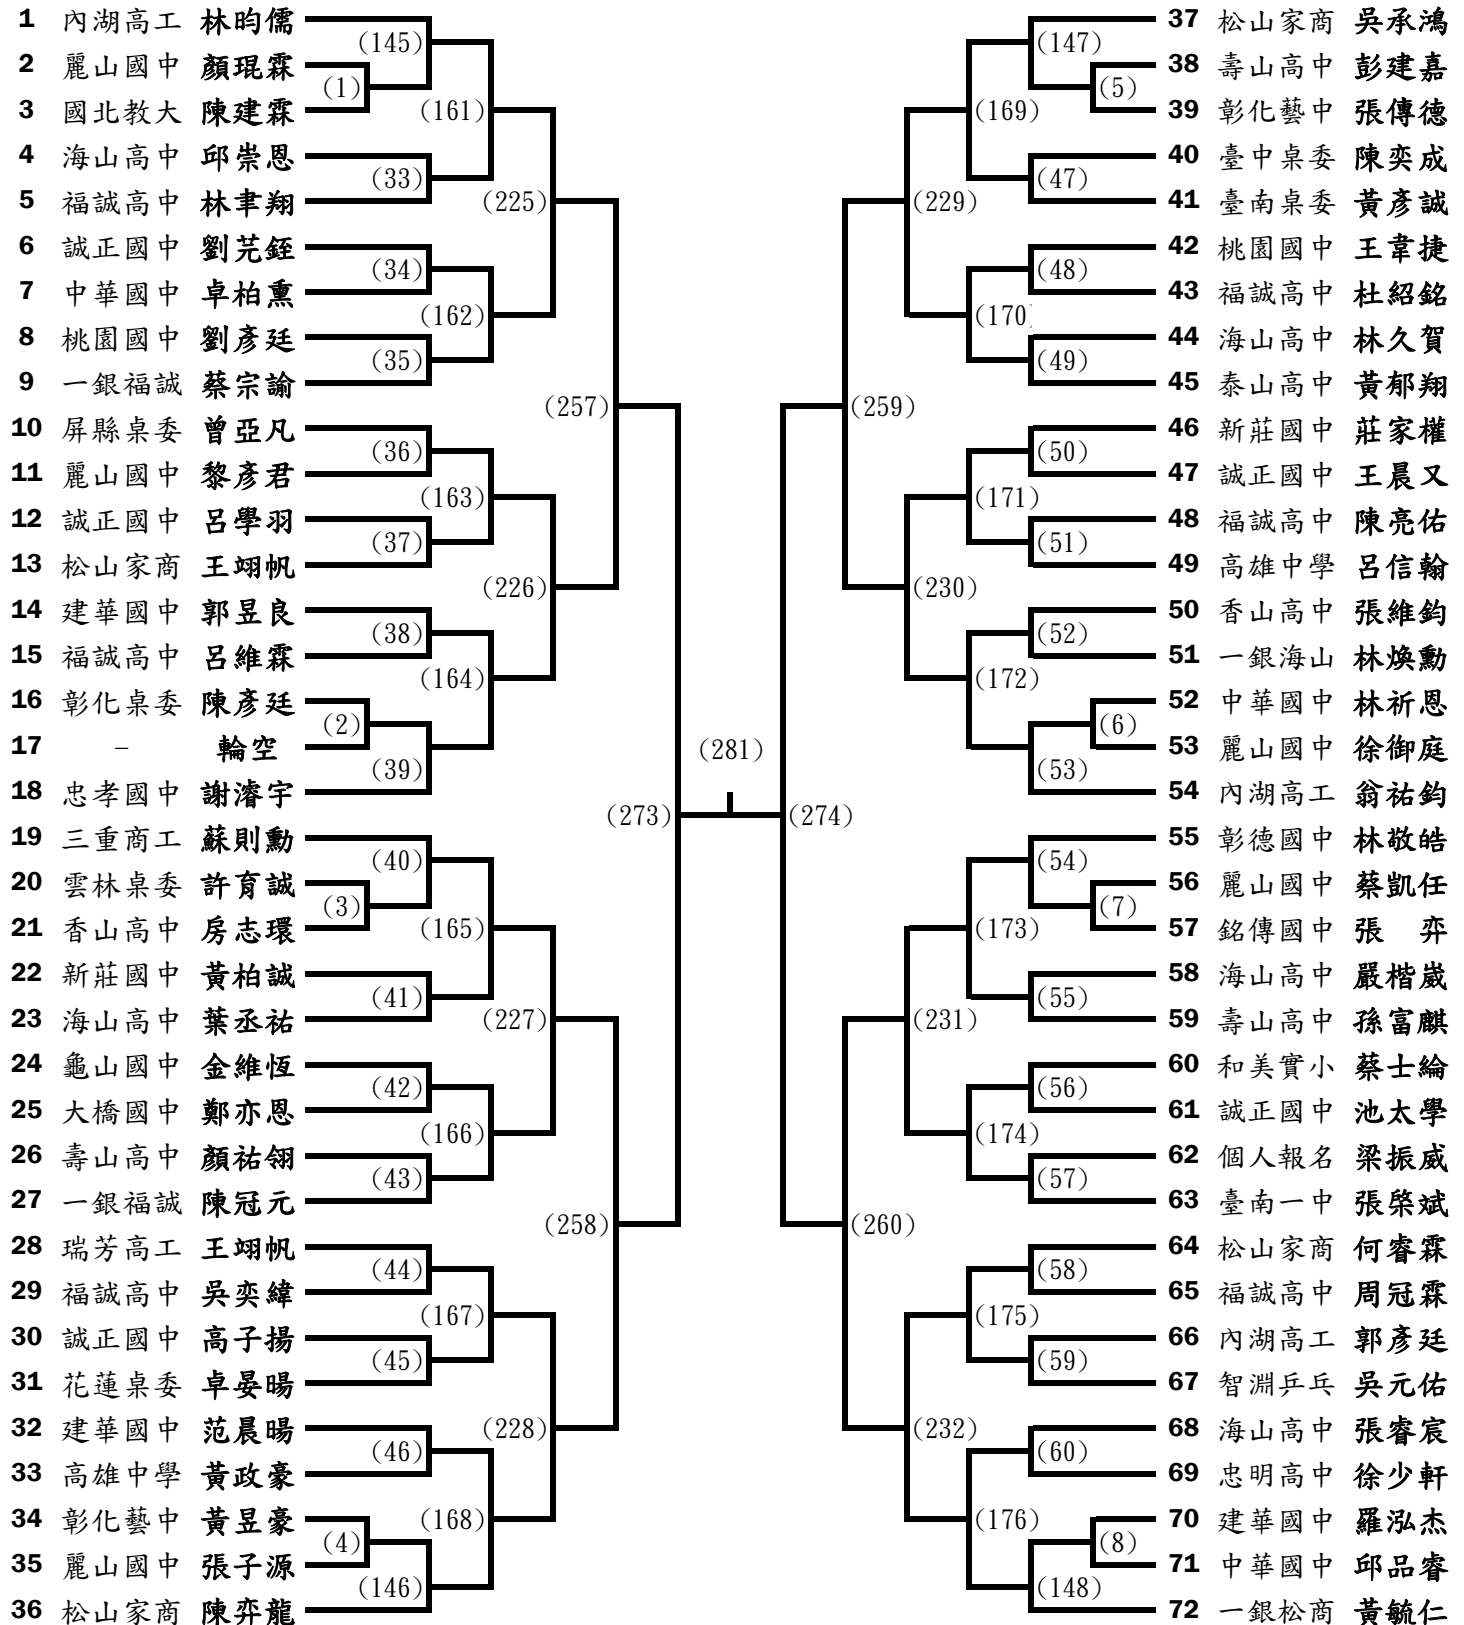 1 內湖高工 林昀儒
2 麗山國中 顏琨霖
3 國北教大 陳建霖
4 海山高中 邱崇恩
5 福誠高中 林聿翔
6 誠正國中 劉芫銍
7 中華國中 卓柏熏
8 桃園國中 劉彥廷
9 一銀福誠 蔡宗諭
10 屏縣桌委 曾亞凡
11 麗山國中 黎彥君
12 誠正國中 呂學羽
13 松山家商 王翊帆
14 建華國中 郭昱良
15 福誠高中 呂維霖
16 彰化桌委 陳彥廷
17 – 輪空
18 忠孝國中 謝濬宇
19 三重商工 蘇則勳
20 雲林桌委 許育誠
21 香山高中 房志環
22 新莊國中 黃柏誠
23 海山高中 葉丞祐
24 龜山國中 金維恆
25 大橋國中 鄭亦恩
26 壽山高中 顏祐翎
27 一銀福誠 陳冠元
28 瑞芳高工 王翊帆
29 福誠高中 吳奕緯
30 誠正國中 高子揚
31 花蓮桌委 卓晏暘
32 建華國中 范晨暘
33 高雄中學 黃政豪
34 彰化藝中 黃昱豪
35 麗山國中 張子源
36 松山家商 陳弈龍
(1)
(2)
(3)
(4)
(145)
(33)
(34)
(35)
(36)
(37)
(38)
(39)
(40)
(41)
(42)
(43)
(44)
(45)
(46)
(146)
(161)
(162)
(163)
(164)
(165)
(166)
(167)
(168)
(225)
(226)
(227)
(228)
(257)
(258)
(273)
(281)
(274)
(259)
(260)
(229)
(230)
(231)
(232)
(169)
(170)
(171)
(172)
(173)
(174)
(175)
(176)
(147)
(47)
(48)
(49)
(50)
(51)
(52)
(53)
(54)
(55)
(56)
(57)
(58)
(59)
(60)
(148)
(5)
(6)
(7)
(8)
37 松山家商 吳承鴻
38 壽山高中 彭建嘉
39 彰化藝中 張傳德
40 臺中桌委 陳奕成
41 臺南桌委 黃彥誠
42 桃園國中 王韋捷
43 福誠高中 杜紹銘
44 海山高中 林久賀
45 泰山高中 黃郁翔
46 新莊國中 莊家權
47 誠正國中 王晨又
48 福誠高中 陳亮佑
49 高雄中學 呂信翰
50 香山高中 張維鈞
51 一銀海山 林煥勳
52 中華國中 林祈恩
53 麗山國中 徐御庭
54 內湖高工 翁祐鈞
55 彰德國中 林敬皓
56 麗山國中 蔡凱任
57 銘傳國中 張 弈
58 海山高中 嚴楷崴
59 壽山高中 孫富麒
60 和美實小 蔡士綸
61 誠正國中 池太學
62 個人報名 梁振威
63 臺南一中 張棨斌
64 松山家商 何睿霖
65 福誠高中 周冠霖
66 內湖高工 郭彥廷
67 智淵乒乓 吳元佑
68 海山高中 張睿宸
69 忠明高中 徐少軒
70 建華國中 羅泓杰
71 中華國中 邱品睿
72 一銀松商 黃毓仁